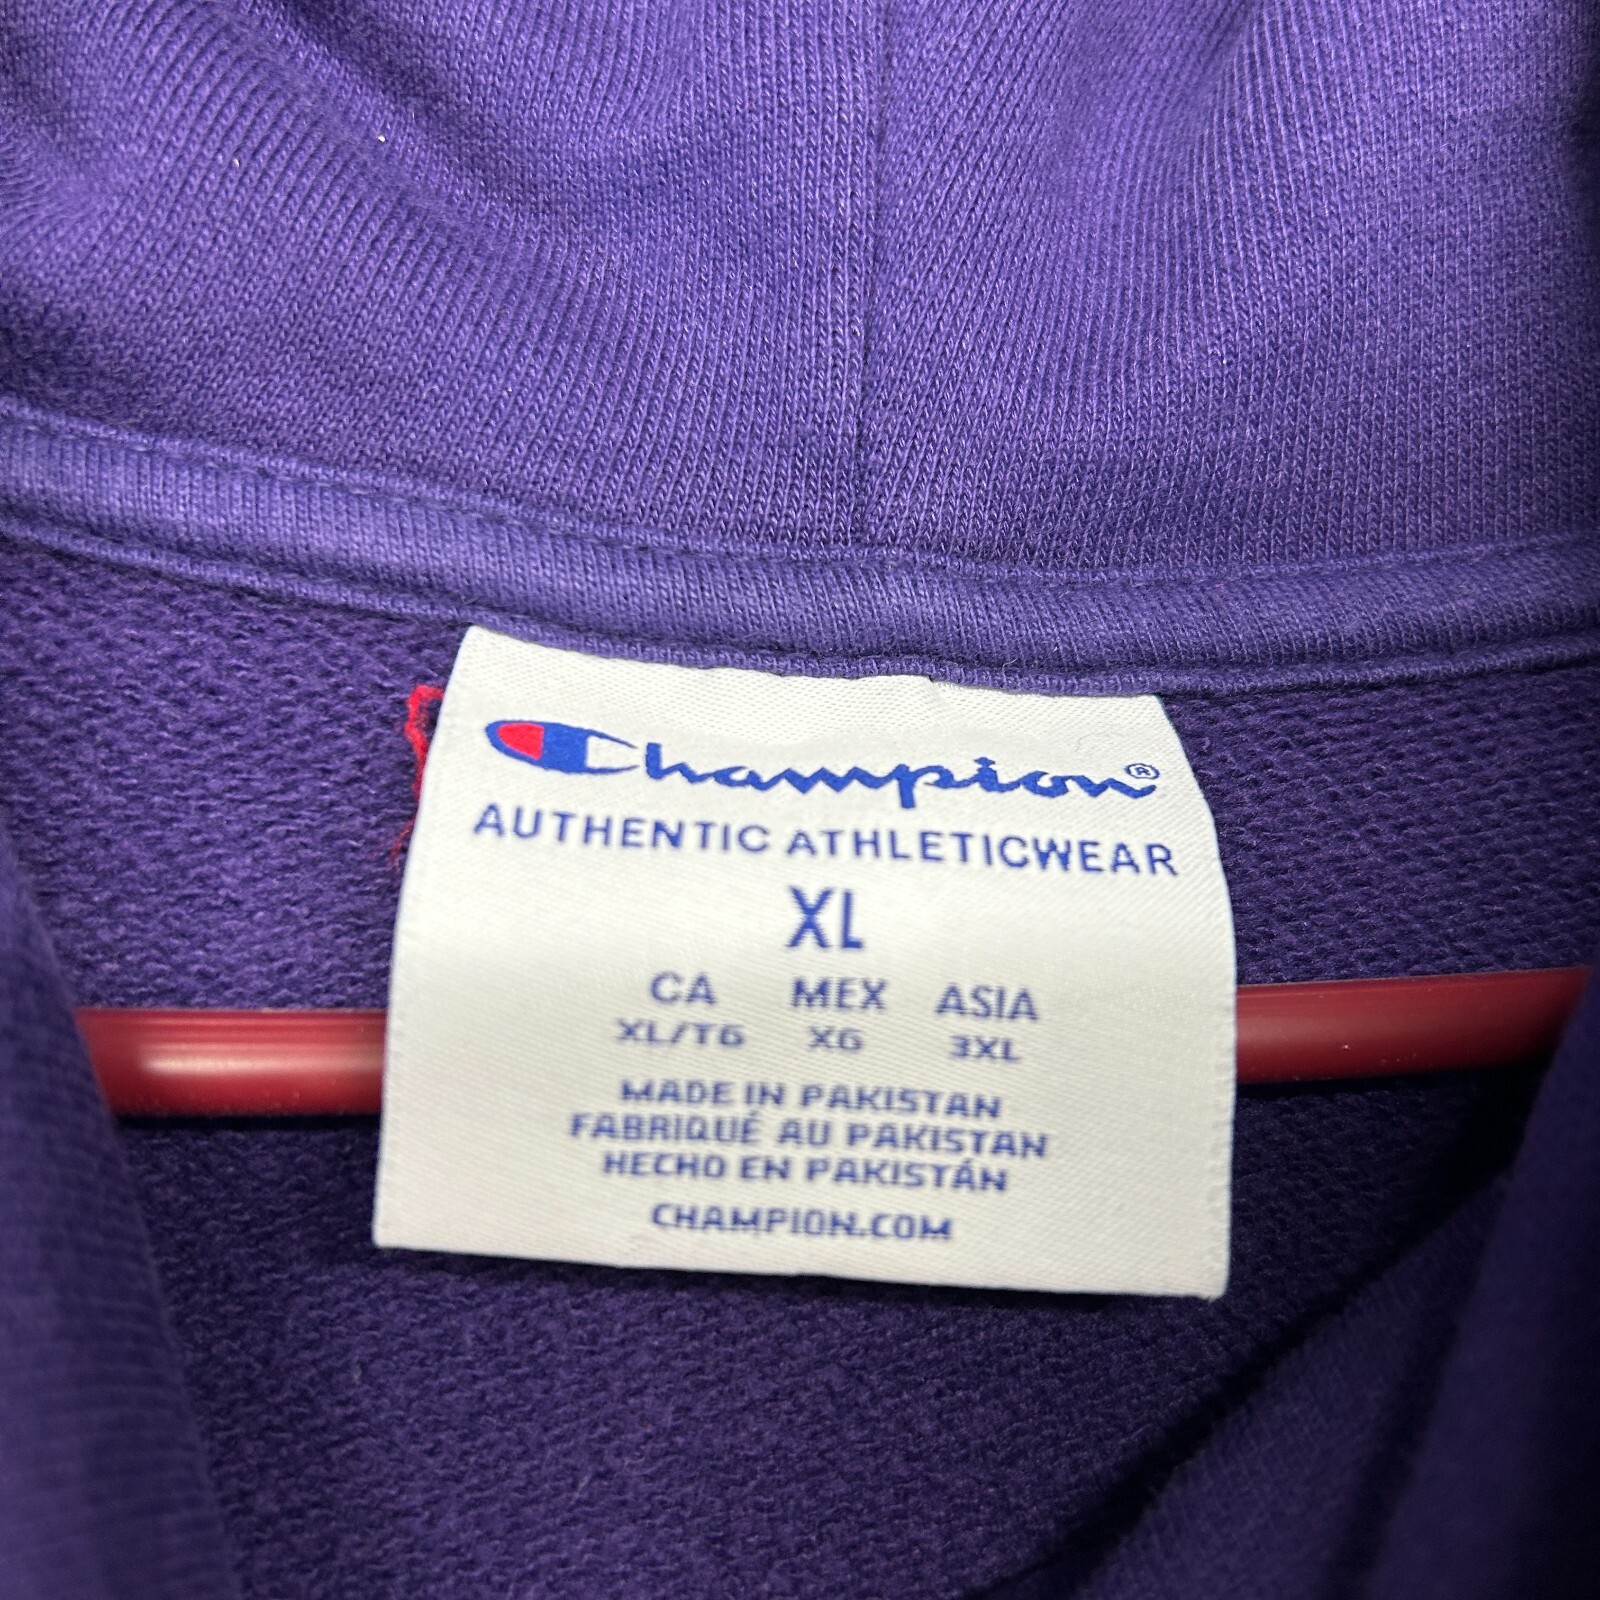 Champion®
AUTHENTIC ATHLETICWEAR
XL
CA MEX ASIA
XL/TG XG 3XL
MADE IN PAKISTAN
FABRIQUÉ AU PAKISTAN
HECHO EN PAKISTÁN
CHAMPION.COM